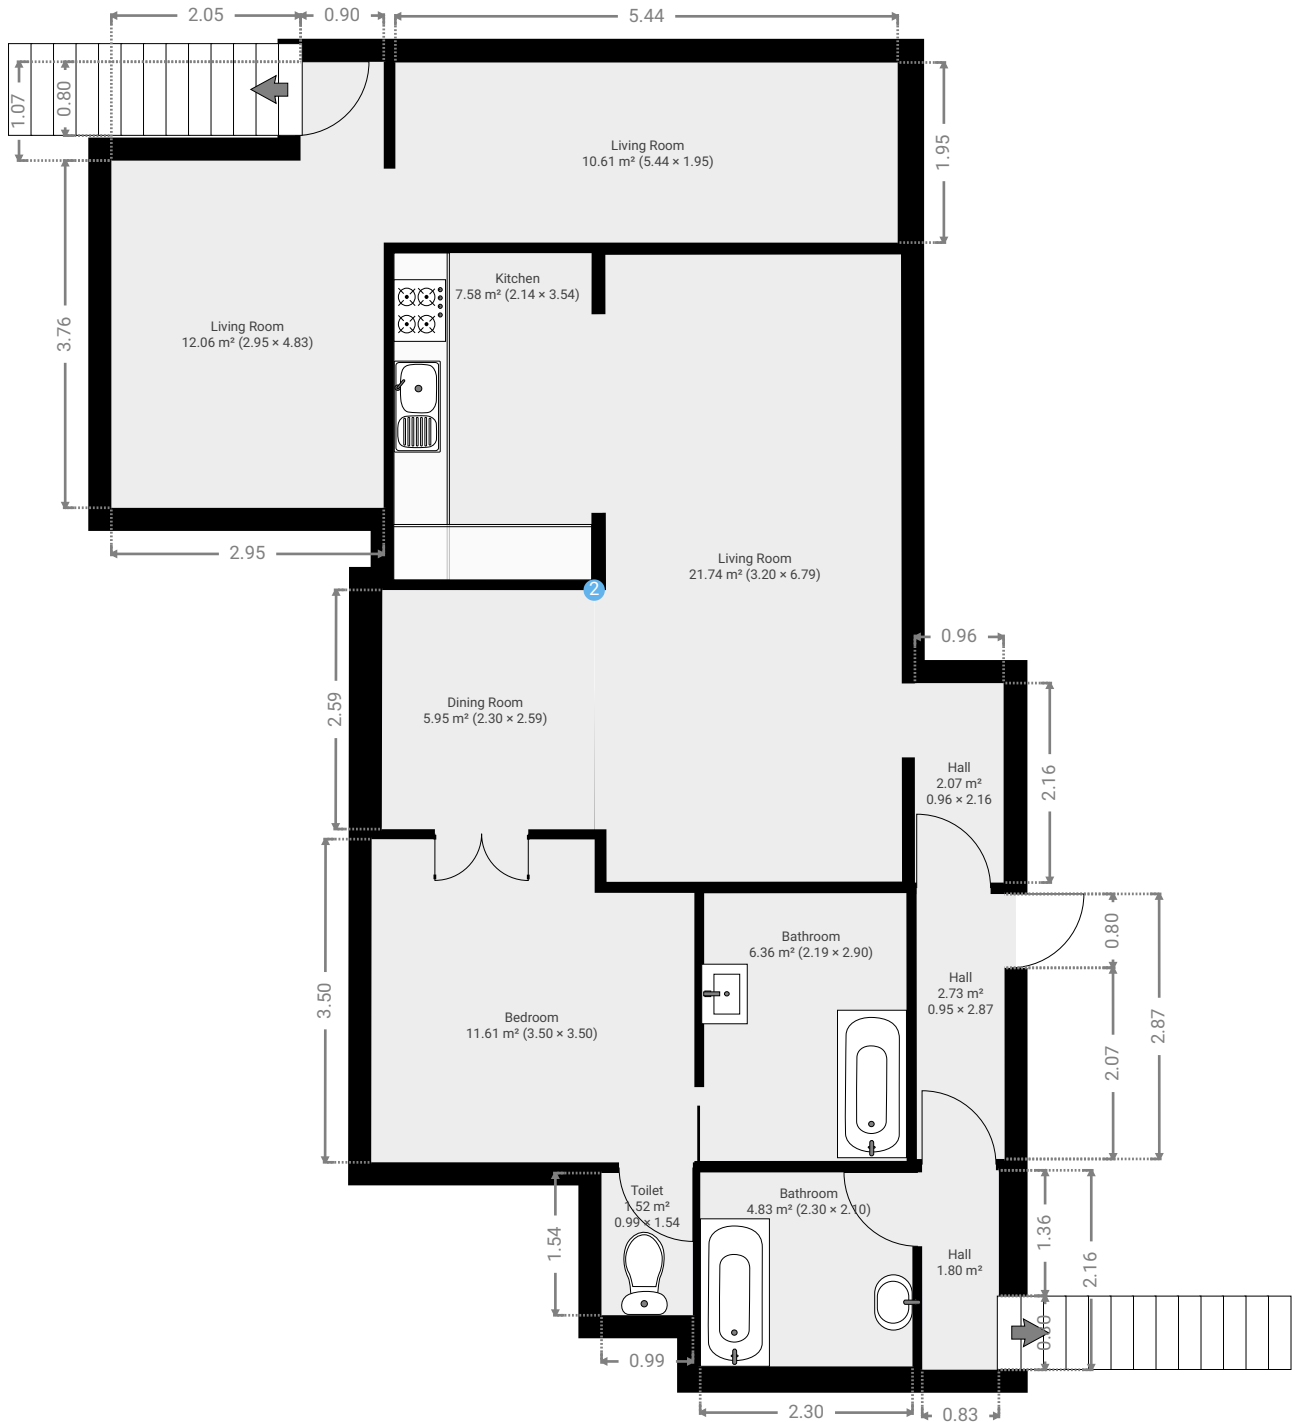 2.05
0.90
5.44
1.07
0.80
1.95
Living Room
10.61 m² (5.44 × 1.95)
Kitchen
7.58 m² (2.14 × 3.54)
3.76
Living Room
12.06 m² (2.95 × 4.83)
2.95
Living Room
21.74 m² (3.20 × 6.79)
2
0.96
2.59
Dining Room
5.95 m² (2.30 × 2.59)
Hall
2.07 m²
0.96 × 2.16
2.16
3.50
Bedroom
11.61 m² (3.50 × 3.50)
Bathroom
6.36 m² (2.19 × 2.90)
Hall
2.73 m²
0.95 × 2.87
0.80
2.07
2.87
Toilet
1.52 m²
0.99 × 1.54
1.54
Bathroom
4.83 m² (2.30 × 2.10)
Hall
1.80 m²
1.36
2.16
0.80
0.99
2.30
0.83